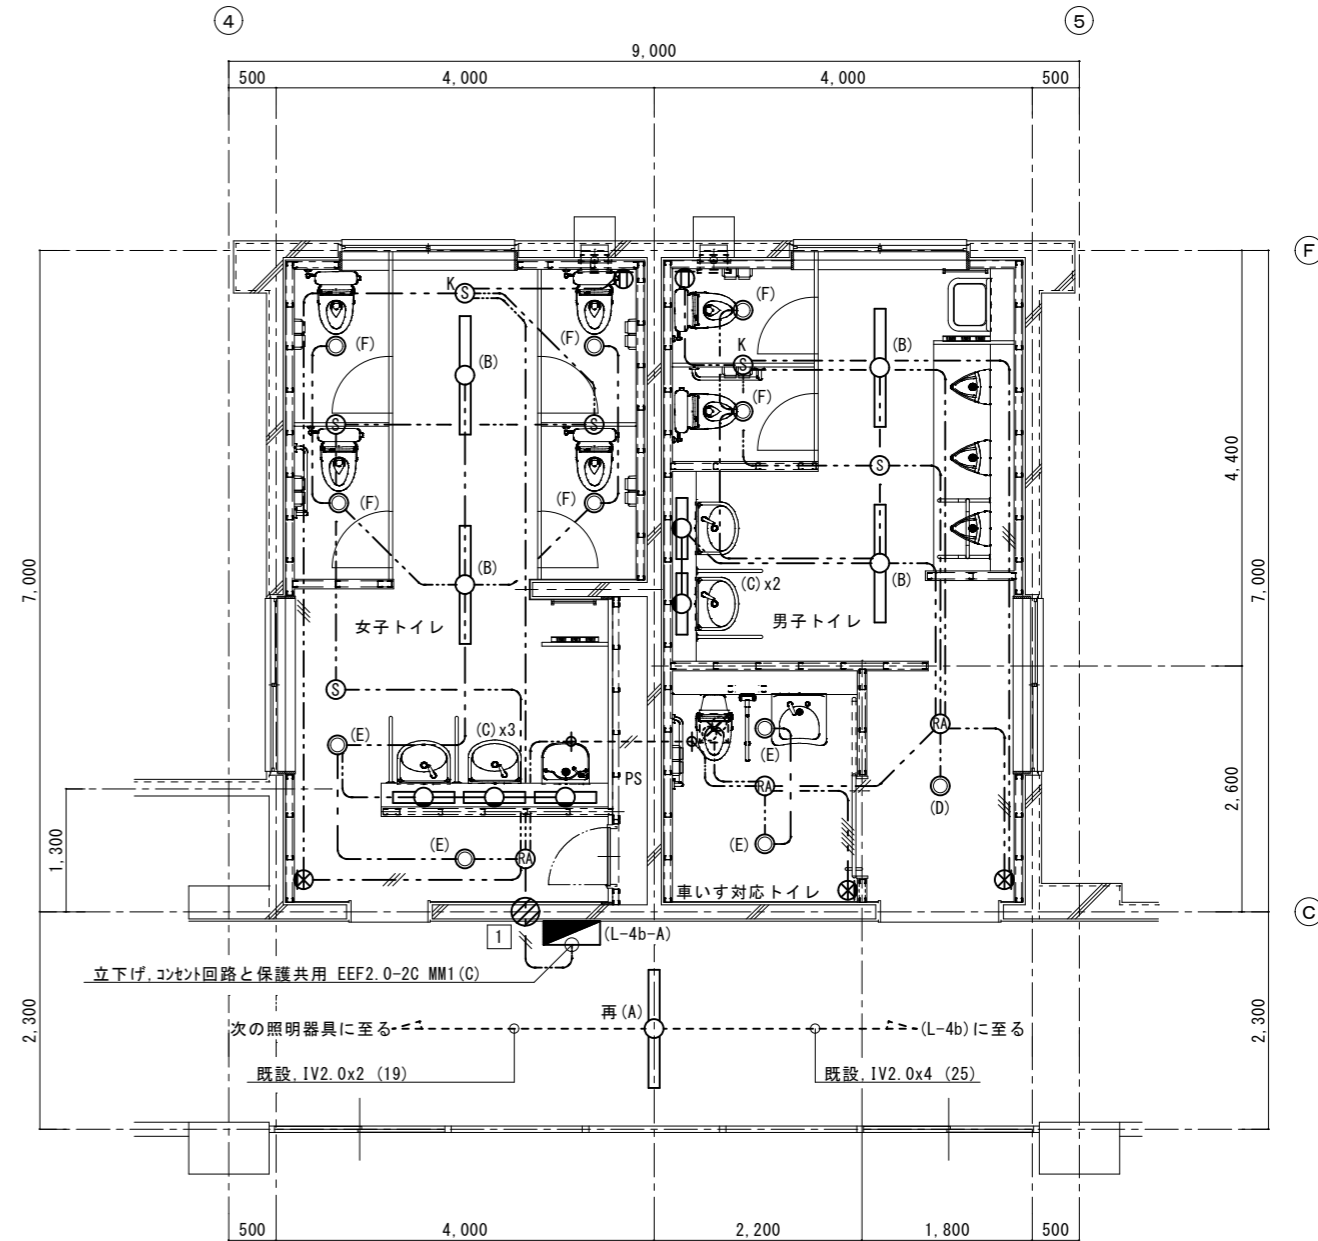 ④ ⑤
9,000
500 4,000 4,000 500
Ⓕ
K S
(F) (F) (B)
(F) K S (B)
S S
(F)
4,400
S
(F) (F)
7,000
(B) (B)
(C)x2
7,000
女子トイレ 男子トイレ
S
(C)x3
RA
(E) (E)
PS
RA
(D)
2,600
1,300
(E) RA (E)
車いす対応トイレ
Ⓒ
1 (L-4b-A)
立下げ,コンセント回路と保護共用 EEF2.0-2C MM1(C)
再(A)
次の照明器具に至る (L-4b)に至る
2,300 2,300
既設,IV2.0x2 (19) 既設,IV2.0x4 (25)
500 4,000 2,200 1,800 500